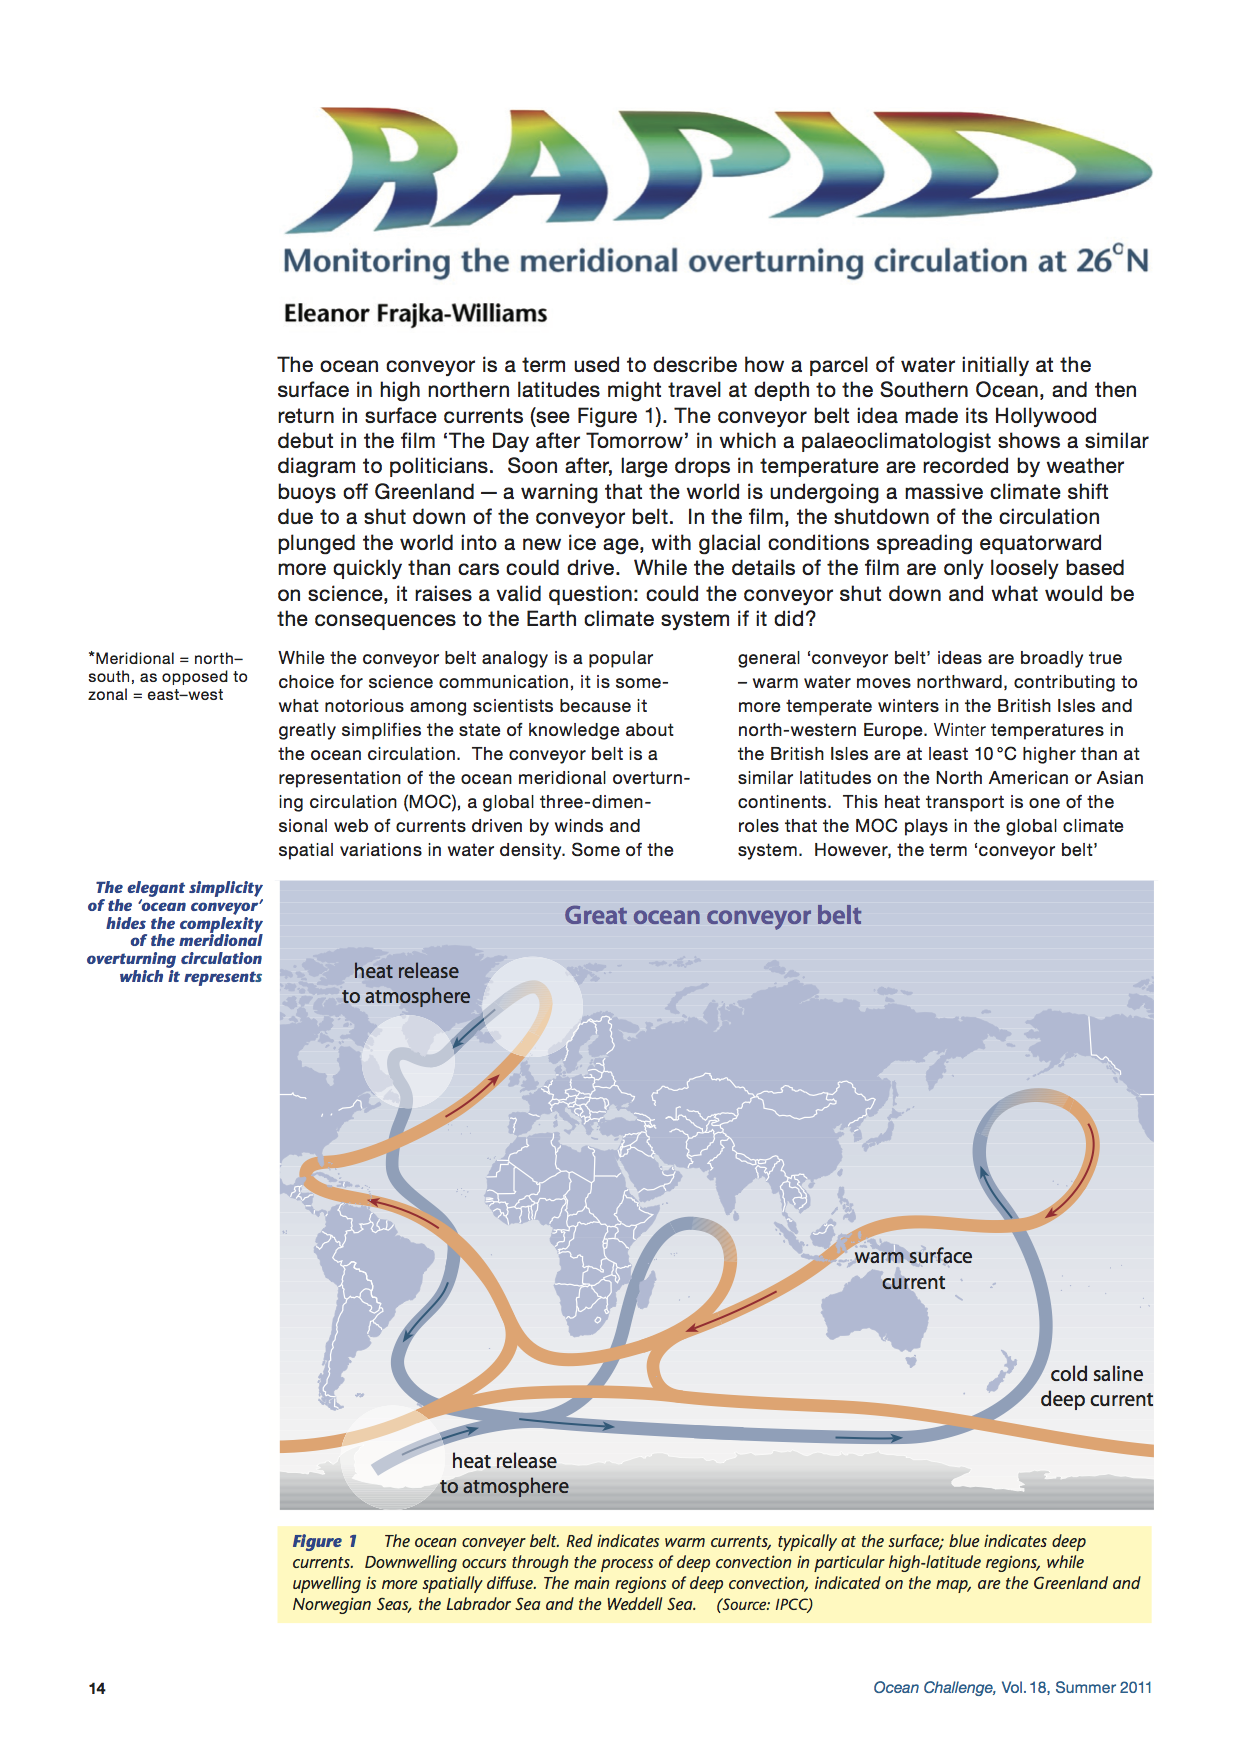 RAPID
Monitoring the meridional overturning circulation at 26°N
Eleanor Frajka-Williams
The ocean conveyor is a term used to describe how a parcel of water initially at the
surface in high northern latitudes might travel at depth to the Southern Ocean, and then
return in surface currents (see Figure 1). The conveyor belt idea made its Hollywood
debut in the film ‘The Day after Tomorrow’ in which a palaeoclimatologist shows a similar
diagram to politicians.  Soon after, large drops in temperature are recorded by weather
buoys off Greenland — a warning that the world is undergoing a massive climate shift
due to a shut down of the conveyor belt.  In the film, the shutdown of the circulation
plunged the world into a new ice age, with glacial conditions spreading equatorward
more quickly than cars could drive.  While the details of the film are only loosely based
on science, it raises a valid question: could the conveyor shut down and what would be
the consequences to the Earth climate system if it did?
*Meridional = north–
south, as opposed to
zonal = east–west
While the conveyor belt analogy is a popular
choice for science communication, it is some-
what notorious among scientists because it
greatly simplifies the state of knowledge about
the ocean circulation.  The conveyor belt is a
representation of the ocean meridional overturn-
ing circulation (MOC), a global three-dimen-
sional web of currents driven by winds and
spatial variations in water density. Some of the
general ‘conveyor belt’ ideas are broadly true
– warm water moves northward, contributing to
more temperate winters in the British Isles and
north-western Europe. Winter temperatures in
the British Isles are at least 10 °C higher than at
similar latitudes on the North American or Asian
continents.  This heat transport is one of the
roles that the MOC plays in the global climate
system.  However, the term ‘conveyor belt’
The elegant simplicity
of the ‘ocean conveyor’
hides the complexity
of the meridional
overturning circulation
which it represents
Great ocean conveyor belt
heat release
to atmosphere
warm surface
current
cold saline
deep current
heat release
to atmosphere
Figure 1 The ocean conveyer belt. Red indicates warm currents, typically at the surface; blue indicates deep
currents.  Downwelling occurs through the process of deep convection in particular high-latitude regions, while
upwelling is more spatially diffuse. The main regions of deep convection, indicated on the map, are the Greenland and
Norwegian Seas, the Labrador Sea and the Weddell Sea. (Source: IPCC)
14
Ocean Challenge, Vol. 18, Summer 2011